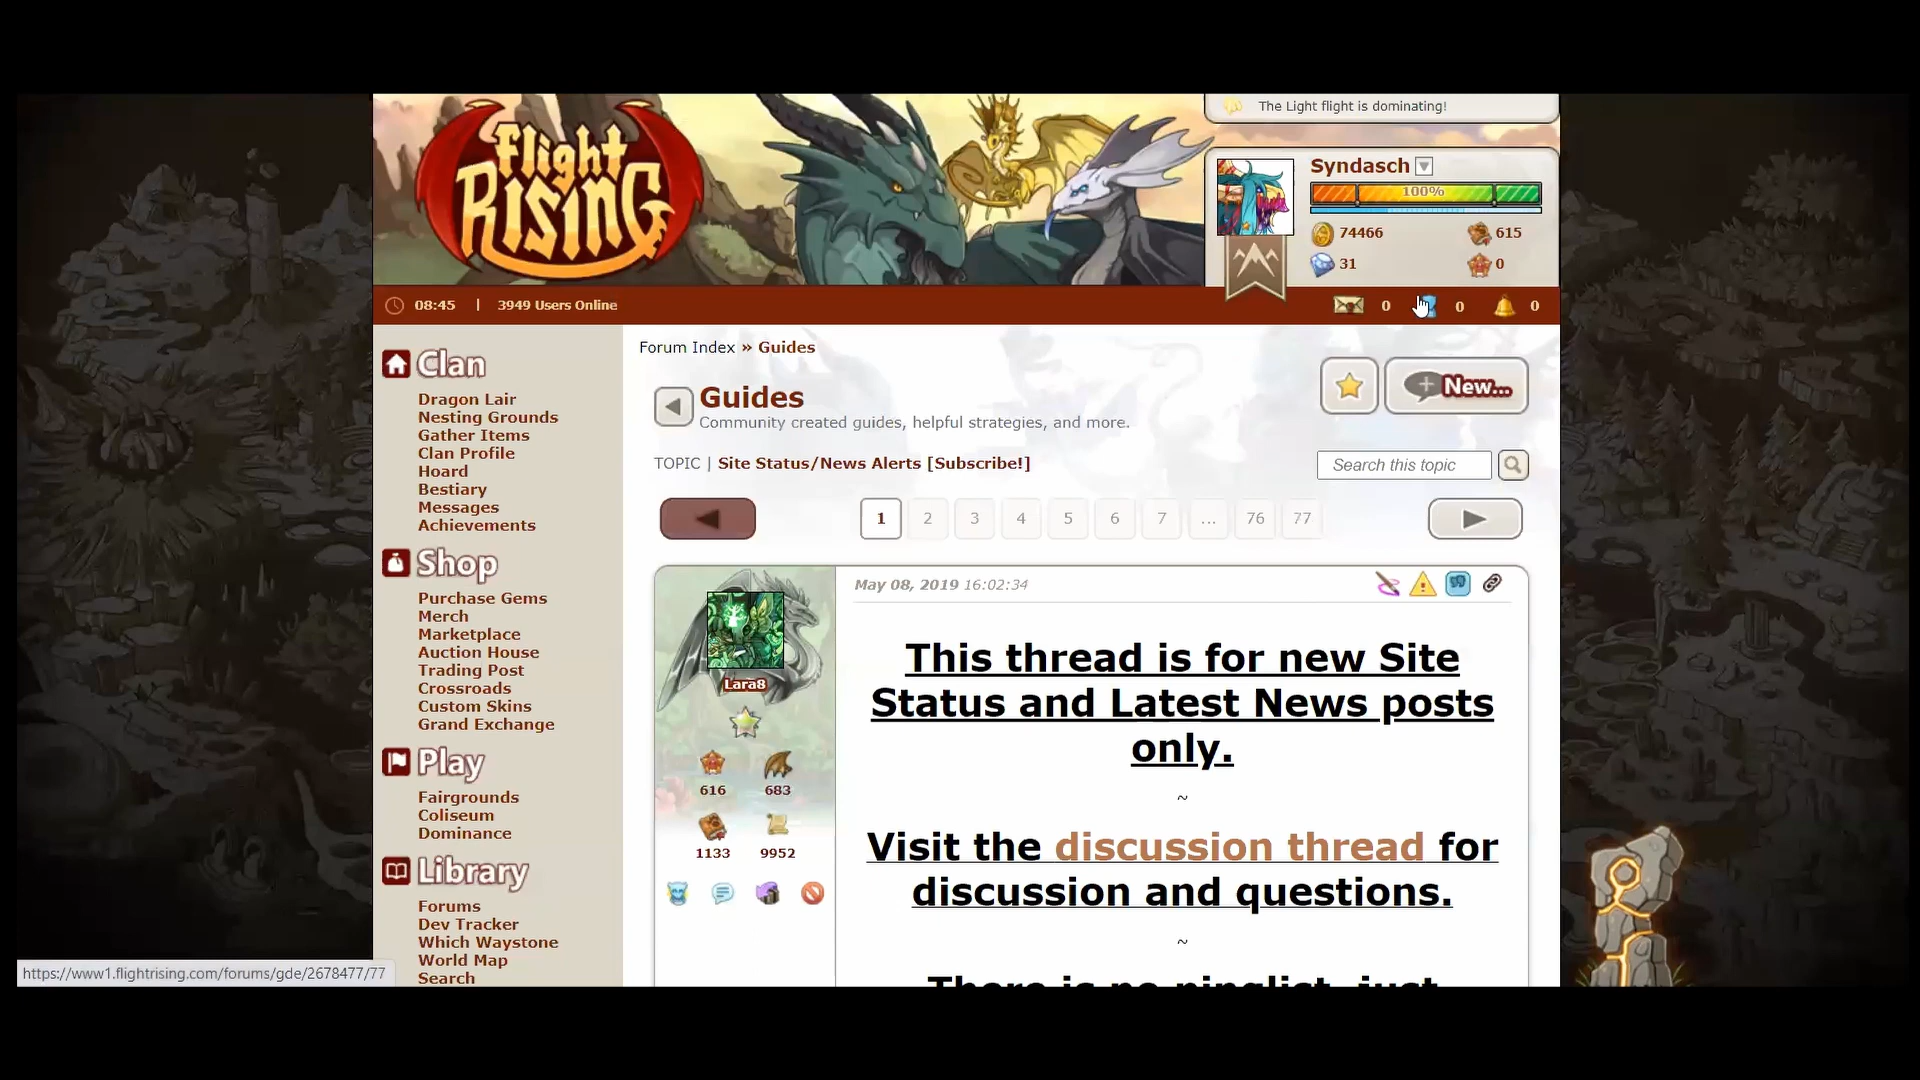 The Light flight is dominating!
flight
RISING
Syndasch
100%
74466
615
31
0
08:45 | 3949 Users Online
0
0
0
Clan
Dragon Lair
Nesting Grounds
Gather Items
Clan Profile
Hoard
Bestiary
Messages
Achievements
Shop
Purchase Gems
Merch
Marketplace
Auction House
Trading Post
Crossroads
Custom Skins
Grand Exchange
Play
Fairgrounds
Coliseum
Dominance
Library
Forums
Dev Tracker
Which Waystone
World Map
Search
Forum Index » Guides
New...
Guides
Community created guides, helpful strategies, and more.
TOPIC | Site Status/News Alerts [Subscribe!]
Search this topic
1 2 3 4 5 6 7 ... 76 77
May 08, 2019 16:02:34
Lara8
616 683
1133 9952
This thread is for new Site
Status and Latest News posts
only.
~
Visit the discussion thread for
discussion and questions.
~
There is no pinglist, just
https://www1.flightrising.com/forums/gde/2678477/77